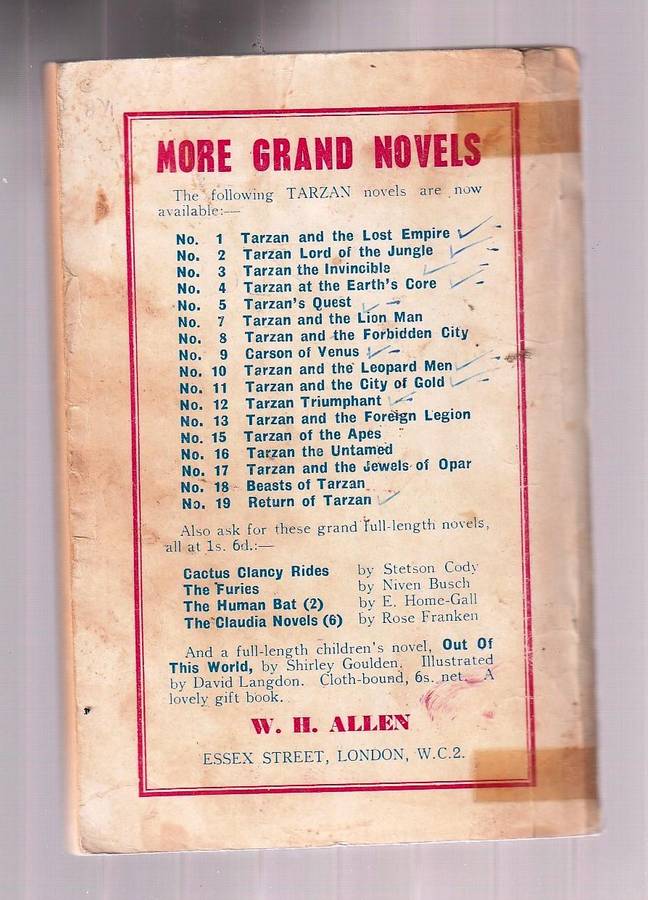 MORE GRAND NOVELS
The following TARZAN novels are now
available:—
No. 1 Tarzan and the Lost Empire
No. 2 Tarzan Lord of the Jungle
No. 3 Tarzan the Invincible
No. 4 Tarzan at the Earth's Core
No. 5 Tarzan's Quest
No. 7 Tarzan and the Lion Man
No. 8 Tarzan and the Forbidden City
No. 9 Carson of Venus
No. 10 Tarzan and the Leopard Men
No. 11 Tarzan and the City of Gold
No. 12 Tarzan Triumphant
No. 13 Tarzan and the Foreign Legion
No. 15 Tarzan of the Apes
No. 16 Tarzan the Untamed
No. 17 Tarzan and the Jewels of Opar
No. 18 Beasts of Tarzan
No. 19 Return of Tarzan
Also ask for these grand full-length novels,
all at 1s. 6d.:—
Cactus Clancy Rides by Stetson Cody
The Furies by Niven Busch
The Human Bat (2) by E. Home-Gall
The Claudia Novels (6) by Rose Franken
And a full-length children's novel, Out Of
This World, by Shirley Goulden. Illustrated
by David Langdon. Cloth-bound, 6s. net. A
lovely gift book.
W. H. ALLEN
ESSEX STREET, LONDON, W.C.2.